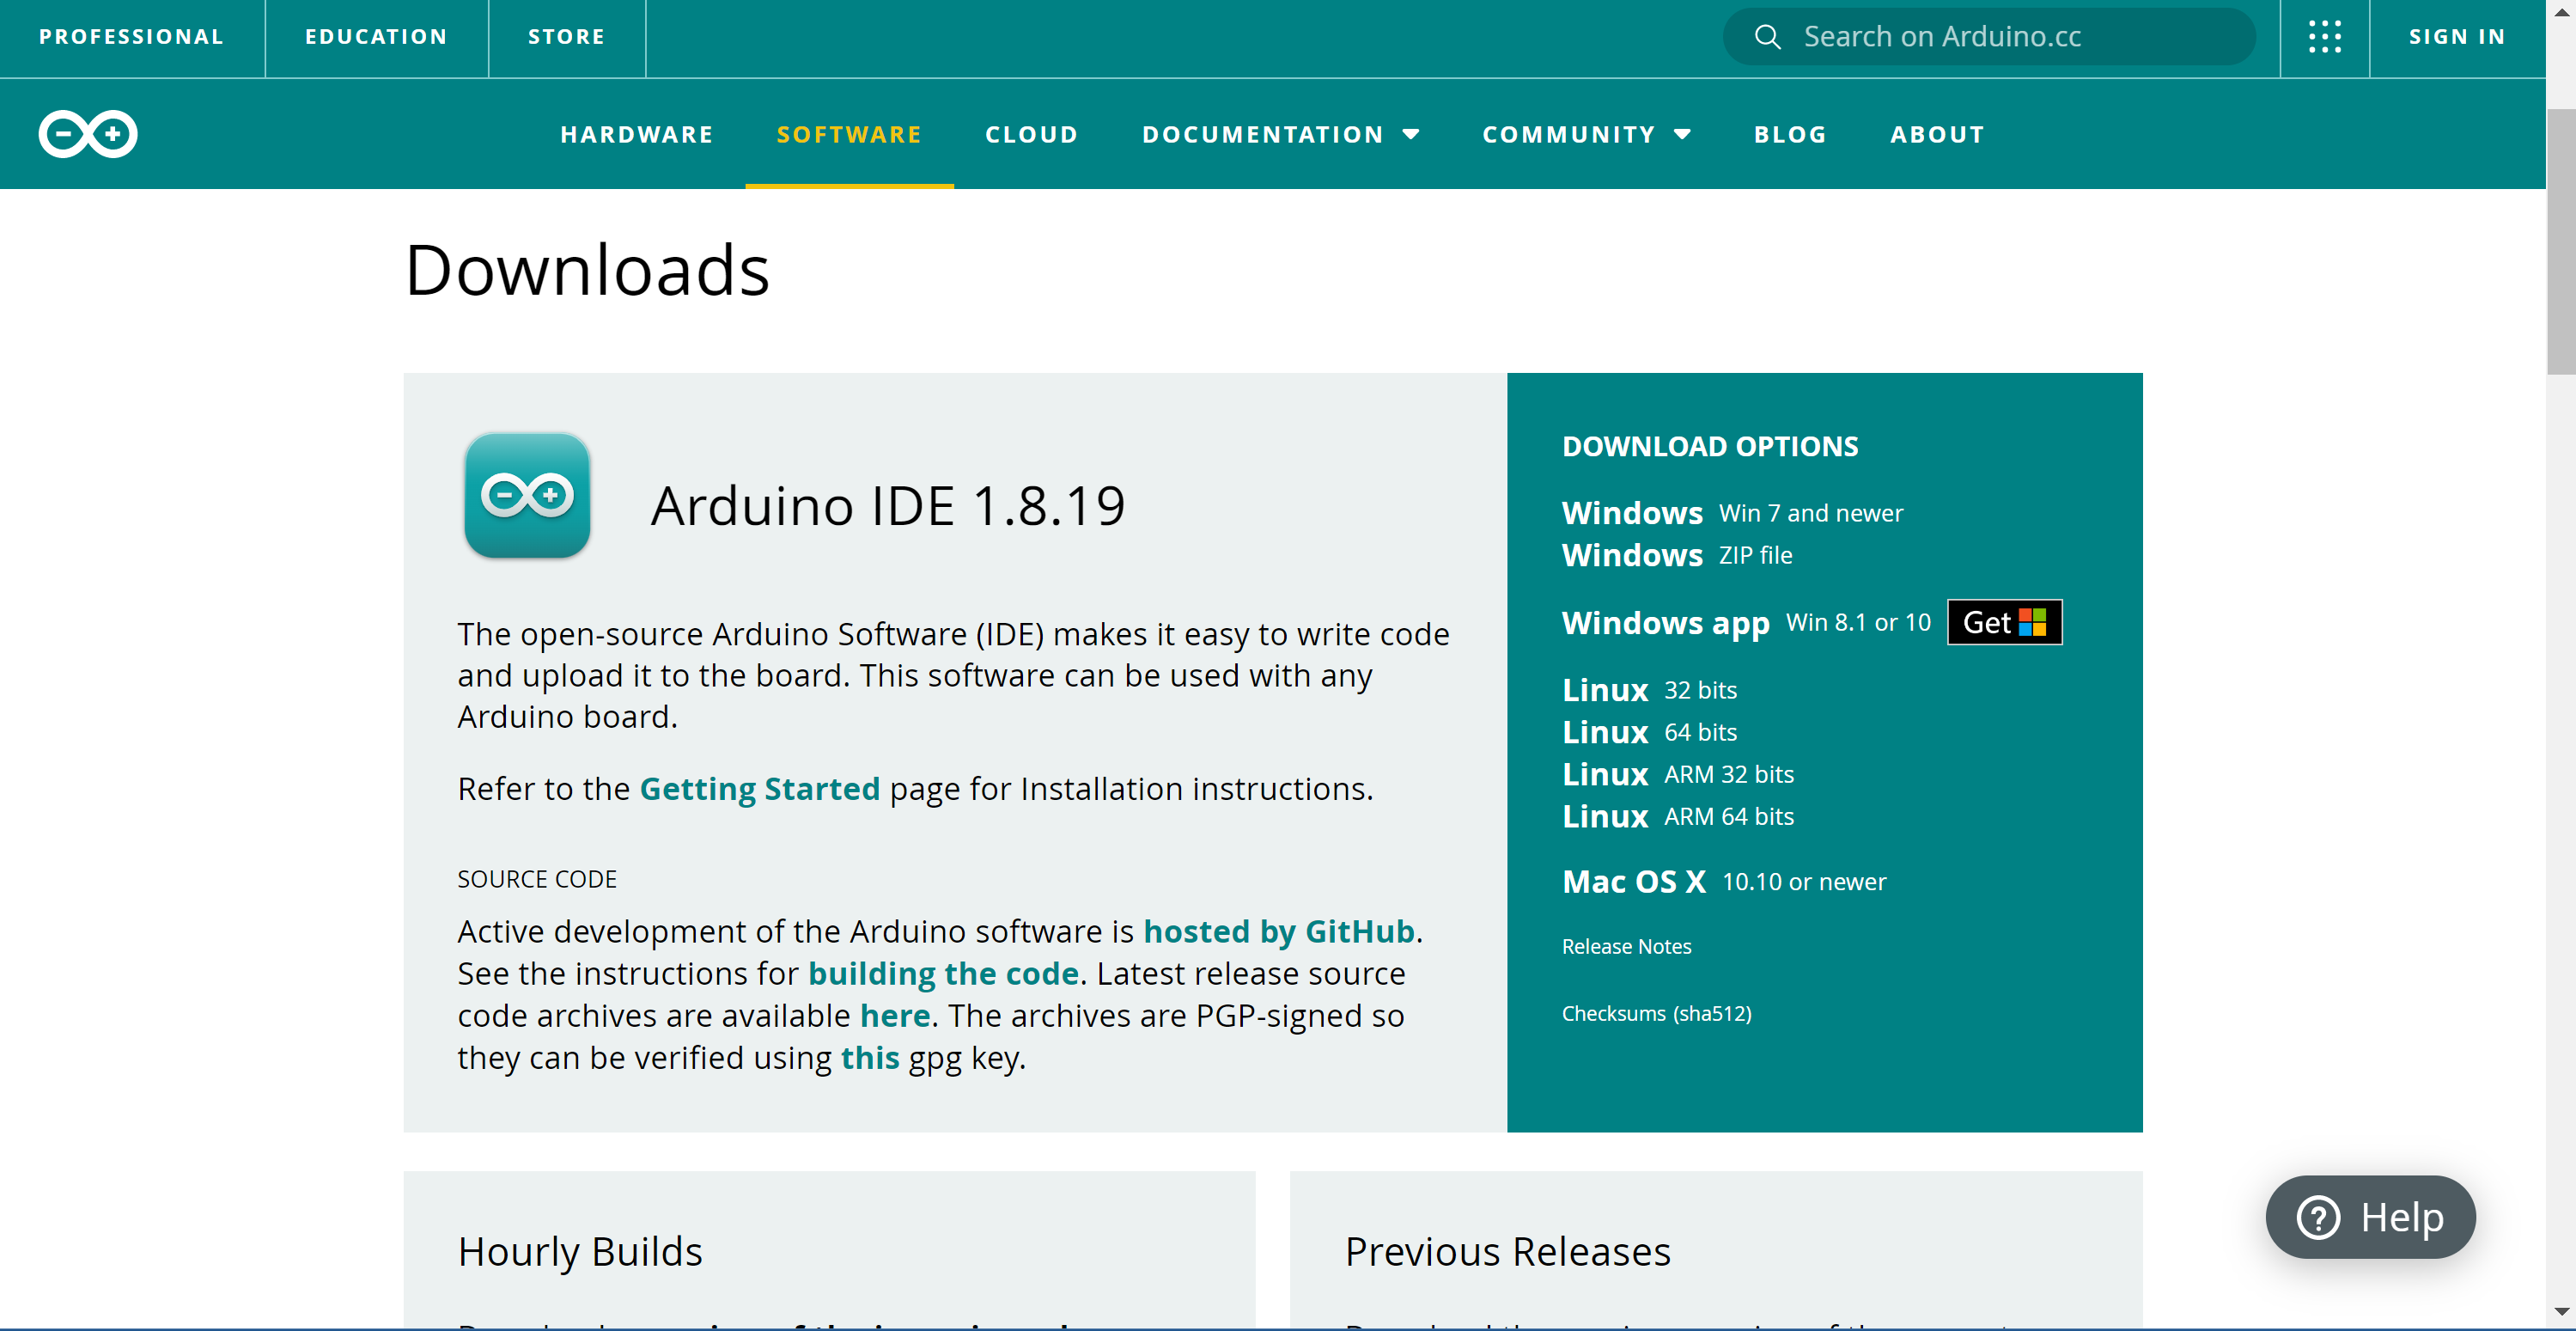 PROFESSIONAL
EDUCATION
STORE
Search on Arduino.cc
SIGN IN
HARDWARE
SOFTWARE
CLOUD
DOCUMENTATION
COMMUNITY
BLOG
ABOUT
Downloads
Arduino IDE 1.8.19
The open-source Arduino Software (IDE) makes it easy to write code
and upload it to the board. This software can be used with any
Arduino board.
Refer to the Getting Started page for Installation instructions.
SOURCE CODE
Active development of the Arduino software is hosted by GitHub.
See the instructions for building the code. Latest release source
code archives are available here. The archives are PGP-signed so
they can be verified using this gpg key.
DOWNLOAD OPTIONS
Windows Win 7 and newer
Windows ZIP file
Windows app Win 8.1 or 10 Get
Linux 32 bits
Linux 64 bits
Linux ARM 32 bits
Linux ARM 64 bits
Mac OS X 10.10 or newer
Release Notes
Checksums (sha512)
Hourly Builds
Previous Releases
Help